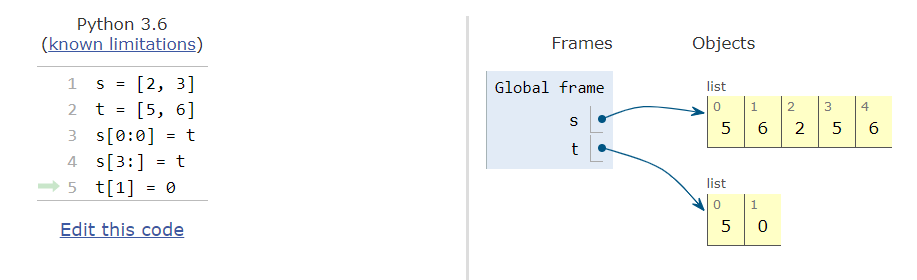 Python 3.6
(known limitations)
1 s = [2, 3]
2 t = [5, 6]
3 s[0:0] = t
4 s[3:] = t
5 t[1] = 0
Edit this code
Frames
Objects
Global frame
s
t
list
0 1 2 3 4
5 6 2 5 6
list
0 1
5 0